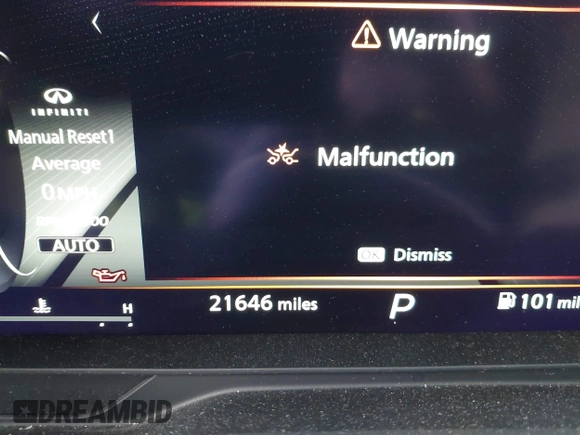 Warning
INFINITI
Manual Reset1
Average
0 MPH
Malfunction
AUTO
OK Dismiss
H
21646 miles
P
101 mil
DREAMBID